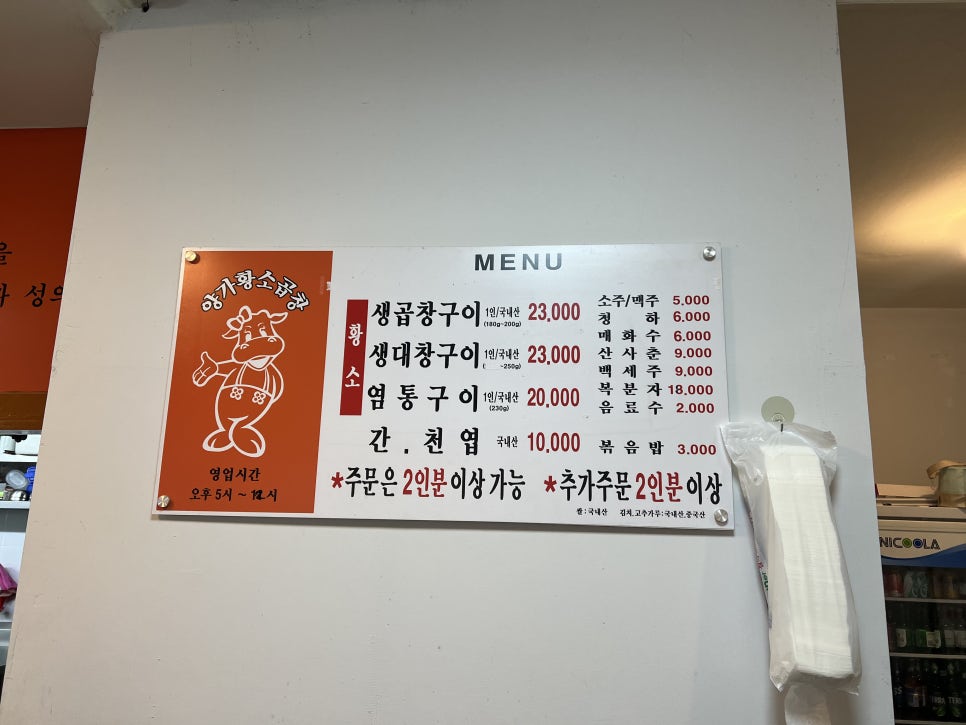 을
성의
양가황소곱창
영업시간
오후 5시 ~ 12시
MENU
황소
생곱창구이 1인/국내산 (180g~200g) 23,000
생대창구이 1인/국내산 ( ~250g) 23,000
염통구이 1인/국내산 (230g) 20,000
간.천엽 국내산 10,000
소주/맥주 5,000
청하 6.000
매화수 6.000
산사춘 9.000
백세주 9,000
복분자 18,000
음료수 2.000
볶음밥 3.000
*주문은 2인분이상 가능 *추가주문 2인분 이상
쌀 : 국내산 김치,고추가루:국내산,중국산
NICOOLA